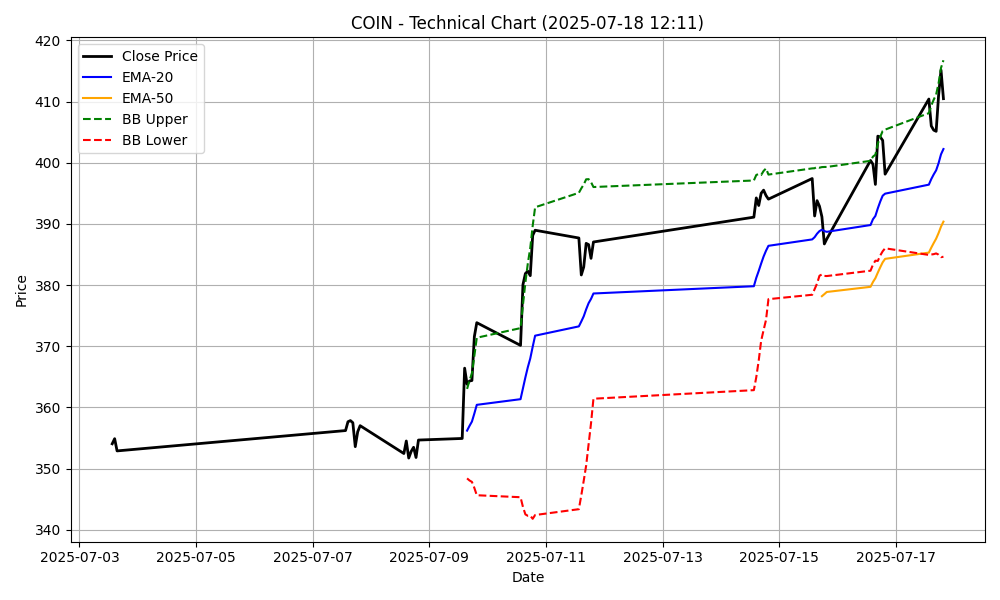 COIN - Technical Chart (2025-07-18 12:11)
Close Price
EMA-20
EMA-50
BB Upper
BB Lower
420
410
400
390
380
370
360
350
340
Price
2025-07-03 2025-07-05 2025-07-07 2025-07-09 2025-07-11 2025-07-13 2025-07-15 2025-07-17
Date